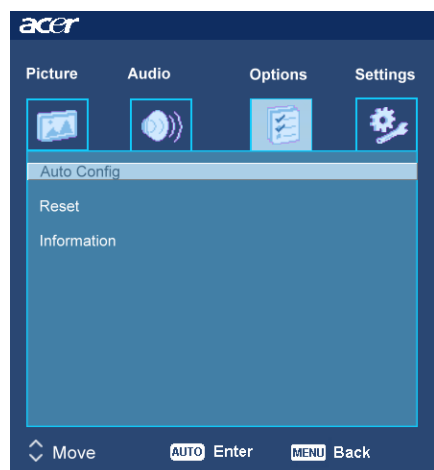 acer
Picture Audio Options Settings
Auto Config
Reset
Information
Move AUTO Enter MENU Back